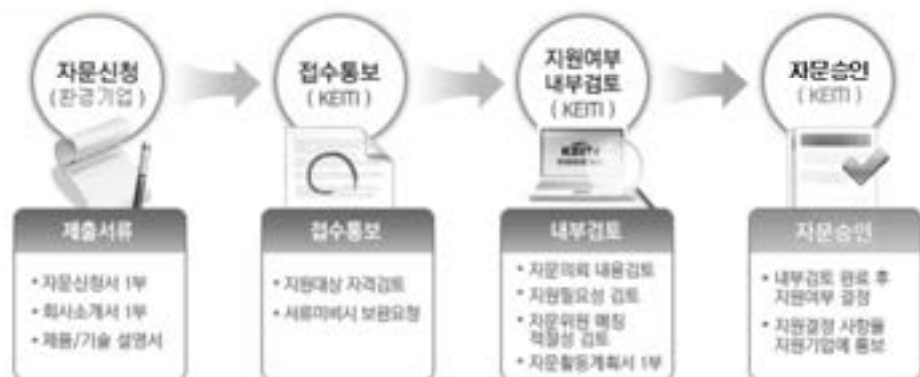 자문신청
(환경기업)
접수통보
(KEITI)
지원여부
내부검토
(KEITI)
자문승인
(KEITI)
KEITI
제출서류
• 자문신청서 1부
• 회사소개서 1부
• 제품/기술 설명서
접수통보
• 지원대상 자격검토
• 서류미비시 보완요청
내부검토
• 자문의뢰 내용검토
• 지원필요성 검토
• 자문위원 매칭
적절성 검토
• 자문활동계획서 1부
자문승인
• 내부검토 완료 후
지원여부 결정
• 지원결정 사항을
지원기업에 통보